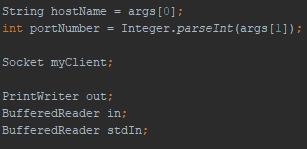 String hostName = args[0];
int portNumber = Integer.parseInt(args[1]);
Socket myClient;
PrintWriter out;
BufferedReader in;
BufferedReader stdIn;